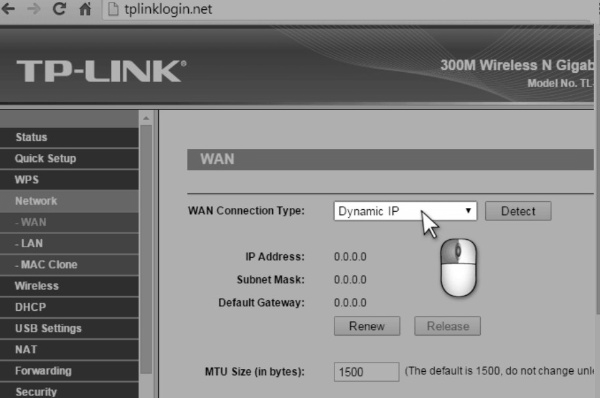 tplinklogin.net
TP-LINK®
300M Wireless N Gigab
Model No. TL-
Status
Quick Setup
WPS
Network
- WAN
- LAN
- MAC Clone
Wireless
DHCP
USB Settings
NAT
Forwarding
Security
WAN
WAN Connection Type: Dynamic IP Detect
IP Address: 0.0.0.0
Subnet Mask: 0.0.0.0
Default Gateway: 0.0.0.0
Renew Release
MTU Size (in bytes): 1500 (The default is 1500, do not change unl